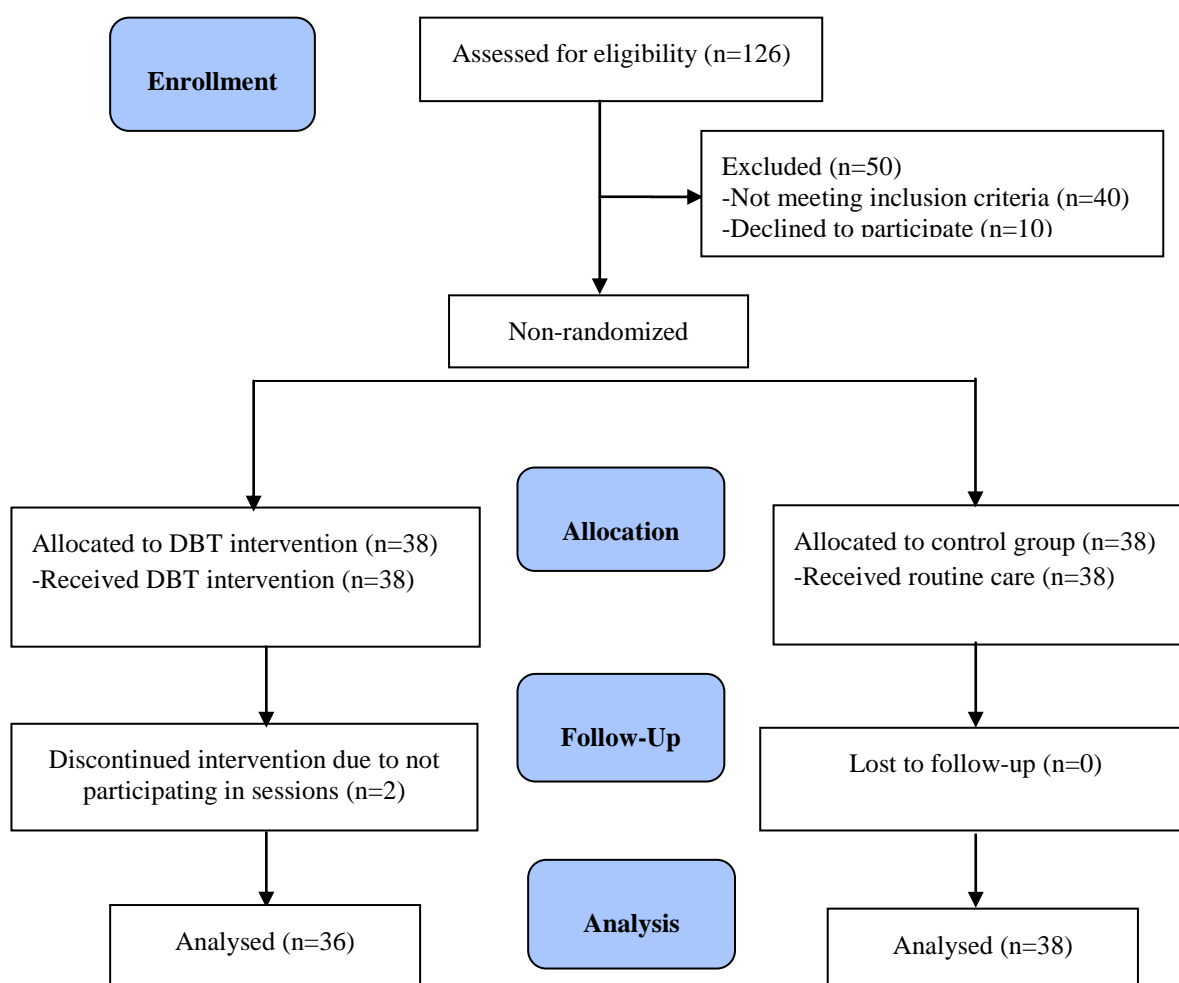 Enrollment
Assessed for eligibility (n=126)
Excluded (n=50)
-Not meeting inclusion criteria (n=40)
-Declined to participate (n=10)
Non-randomized
Allocated to DBT intervention (n=38)
-Received DBT intervention (n=38)
Allocation
Allocated to control group (n=38)
-Received routine care (n=38)
Discontinued intervention due to not
participating in sessions (n=2)
Follow-Up
Lost to follow-up (n=0)
Analysed (n=36)
Analysis
Analysed (n=38)